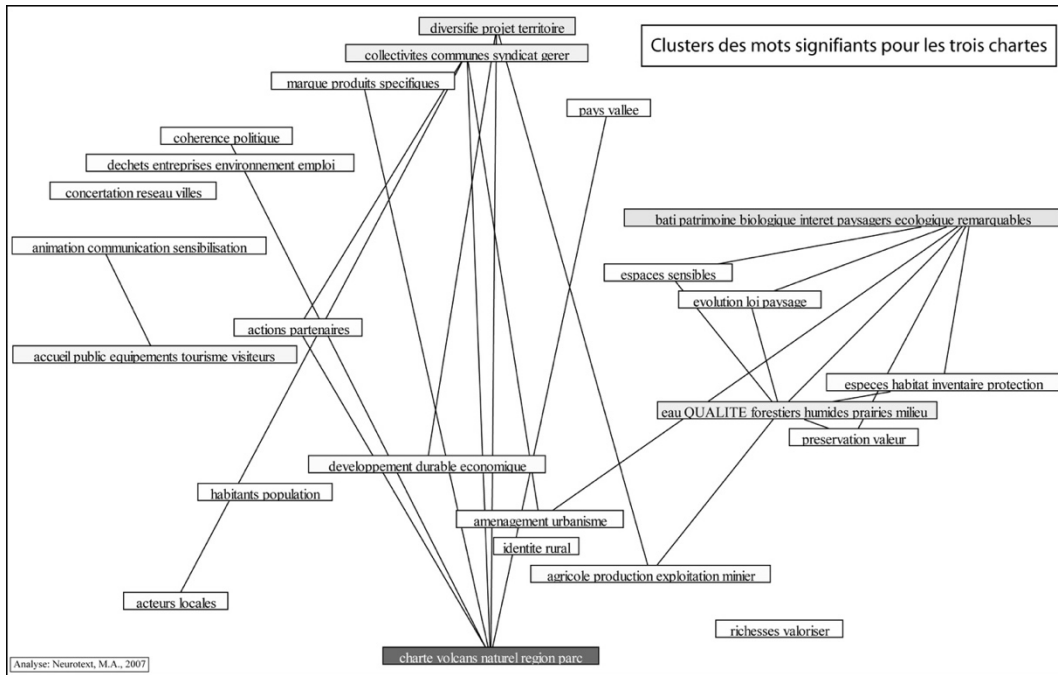 diversifie projet territoire
Clusters des mots signifiants pour les trois chartes
collectivites communes syndicat gerer
marque produits specifiques
pays vallee
coherence politique
dechets entreprises environnement emploi
concertation reseau villes
bati patrimoine biologique interet paysagers ecologique remarquables
animation communication sensibilisation
espaces sensibles
evolution loi paysage
actions partenaires
accueil public equipements tourisme visiteurs
especes habitat inventaire protection
eau QUALITE forestiers humides prairies milieu
preservation valeur
developpement durable economique
habitants population
amenagement urbanisme
identite rural
agricole production exploitation minier
acteurs locales
richesses valoriser
charte volcans naturel region parc
Analyse: Neurotext, M.A., 2007